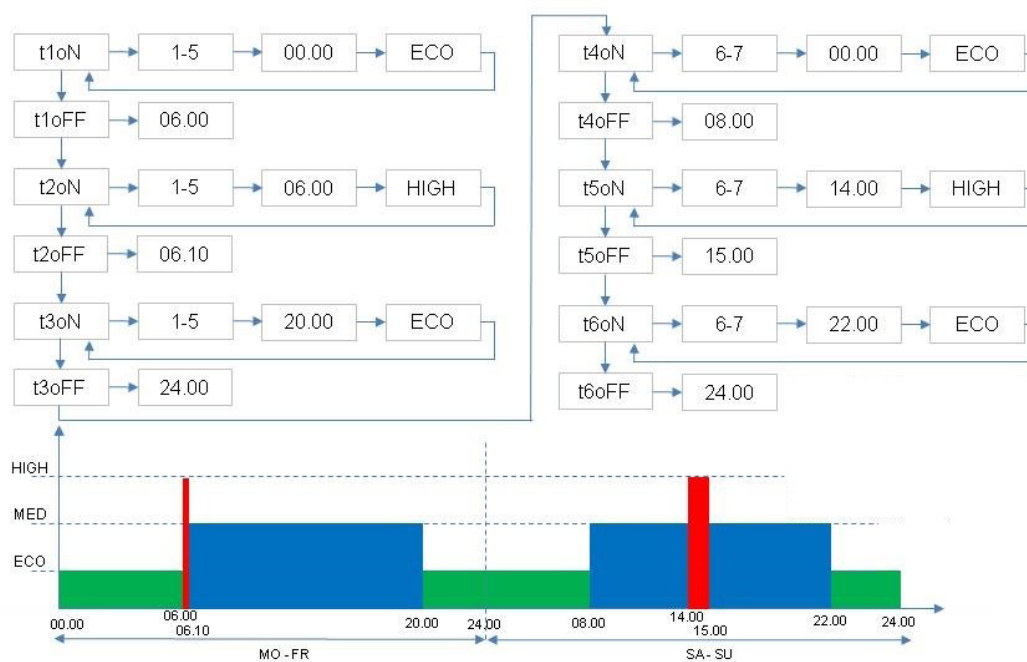 t1oN 1-5 00.00 ECO
t1oFF 06.00
t2oN 1-5 06.00 HIGH
t2oFF 06.10
t3oN 1-5 20.00 ECO
t3oFF 24.00
t4oN 6-7 00.00 ECO
t4oFF 08.00
t5oN 6-7 14.00 HIGH
t5oFF 15.00
t6oN 6-7 22.00 ECO
t6oFF 24.00
HIGH
MED
ECO
00.00 06.00 06.10 20.00 24.00 08.00 14.00 15.00 22.00 24.00
MO - FR SA - SU